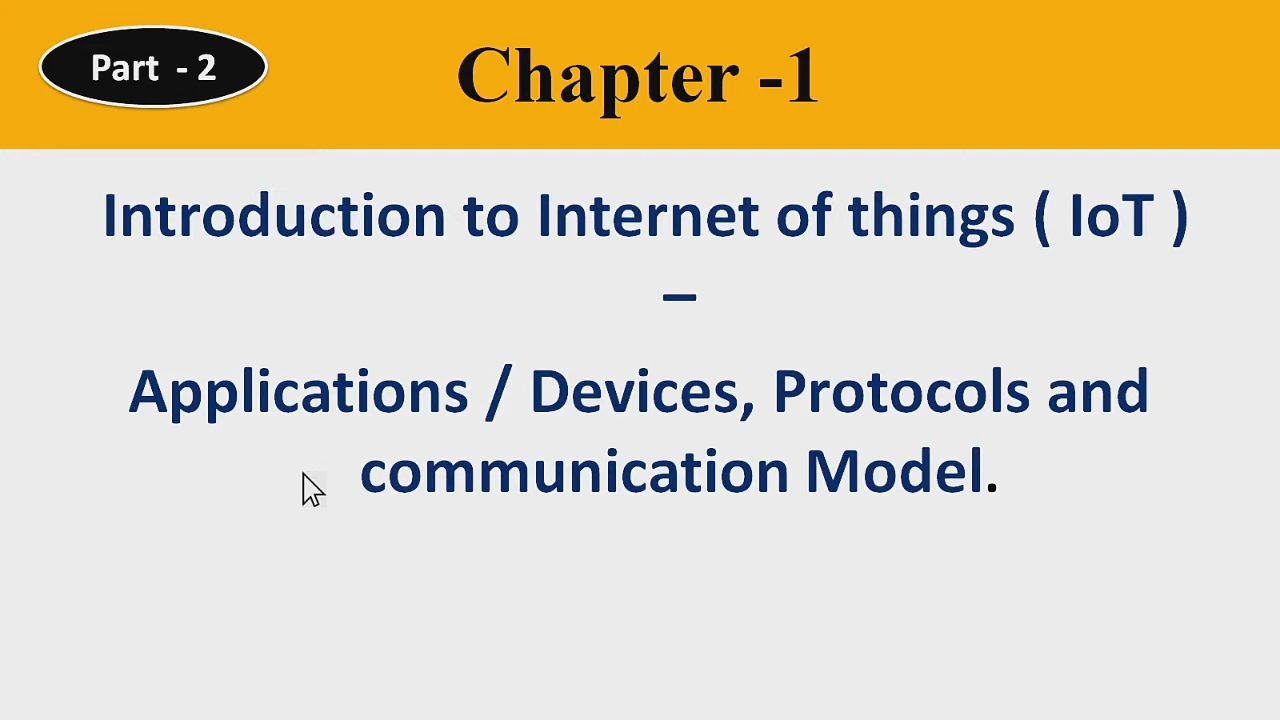 Part - 2
Chapter -1
Introduction to Internet of things ( IoT )
–
Applications / Devices, Protocols and
communication Model.